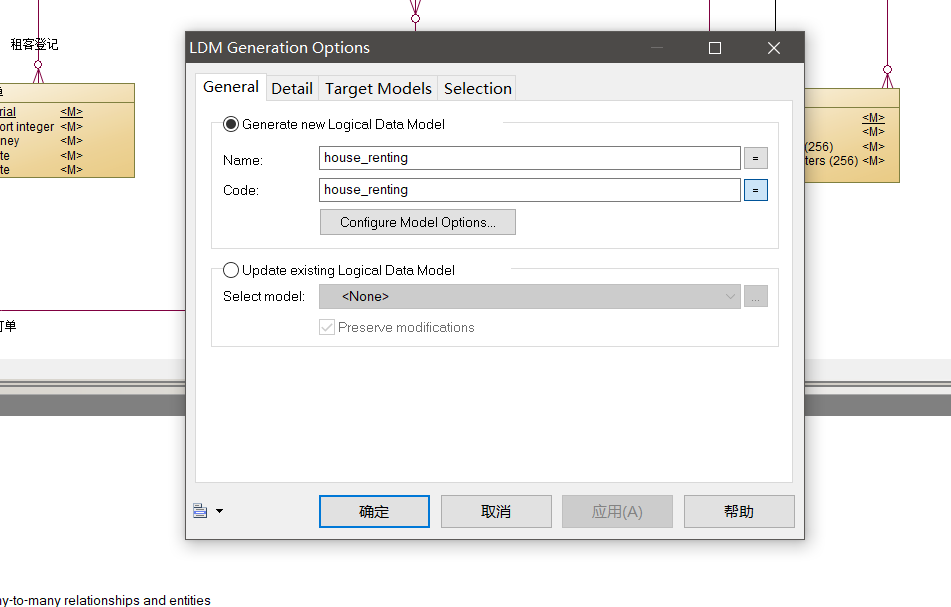 租客登记
LDM Generation Options
General Detail Target Models Selection
Generate new Logical Data Model
Name: house_renting =
Code: house_renting =
Configure Model Options...
Update existing Logical Data Model
Select model: <None> ...
Preserve modifications
确定 取消 应用(A) 帮助
单
rial <M>
ort integer <M>
ney <M>
te <M>
te <M>
<M>
<M>
(256) <M>
ters (256) <M>
订单
ny-to-many relationships and entities